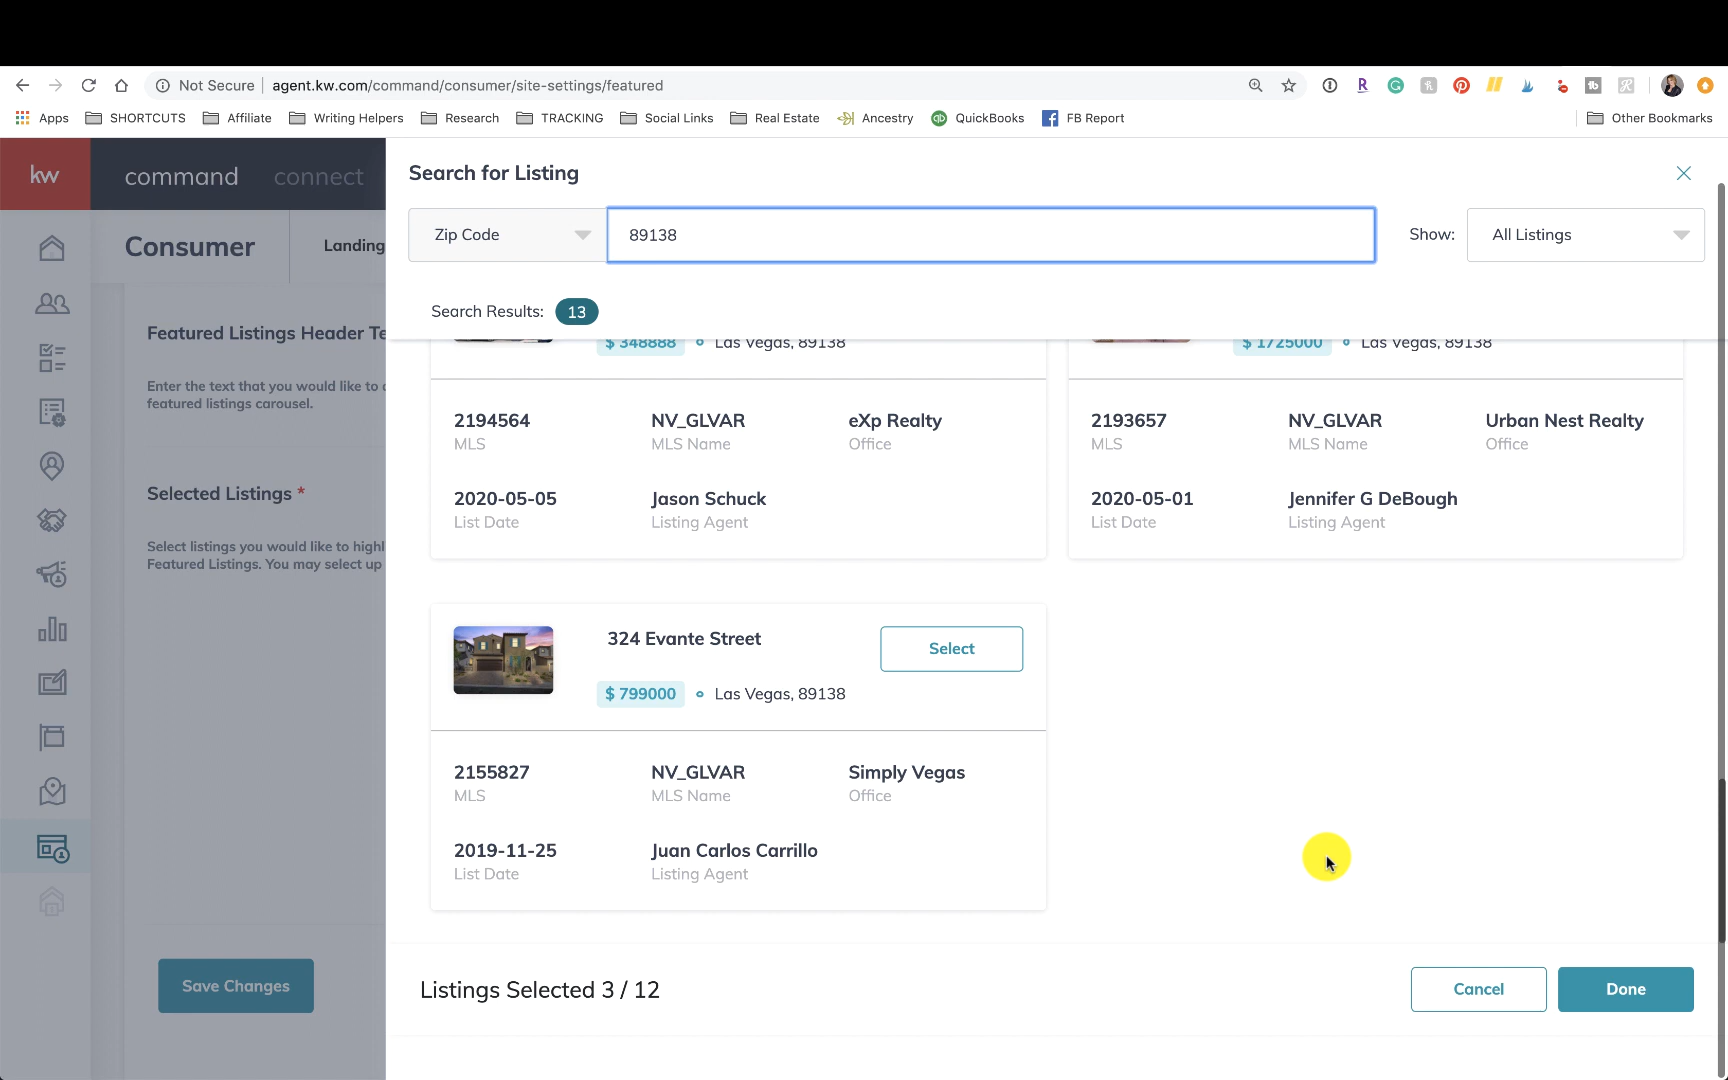 Not Secure agent.kw.com/command/consumer/site-settings/featured
Apps SHORTCUTS Affiliate Writing Helpers Research TRACKING Social Links Real Estate Ancestry QuickBooks FB Report Other Bookmarks
kw command connect
Consumer Landing
Featured Listings Header Te
Enter the text that you would like to
featured listings carousel.
Selected Listings *
Select listings you would like to highl
Featured Listings. You may select up
Save Changes
Search for Listing
Zip Code 89138 Show: All Listings
Search Results: 13
$ 348888 Las Vegas, 89138
2194564 NV_GLVAR eXp Realty
MLS MLS Name Office
2020-05-05 Jason Schuck
List Date Listing Agent
$ 1725000 Las Vegas, 89138
2193657 NV_GLVAR Urban Nest Realty
MLS MLS Name Office
2020-05-01 Jennifer G DeBough
List Date Listing Agent
324 Evante Street Select
$ 799000 Las Vegas, 89138
2155827 NV_GLVAR Simply Vegas
MLS MLS Name Office
2019-11-25 Juan Carlos Carrillo
List Date Listing Agent
Listings Selected 3 / 12 Cancel Done